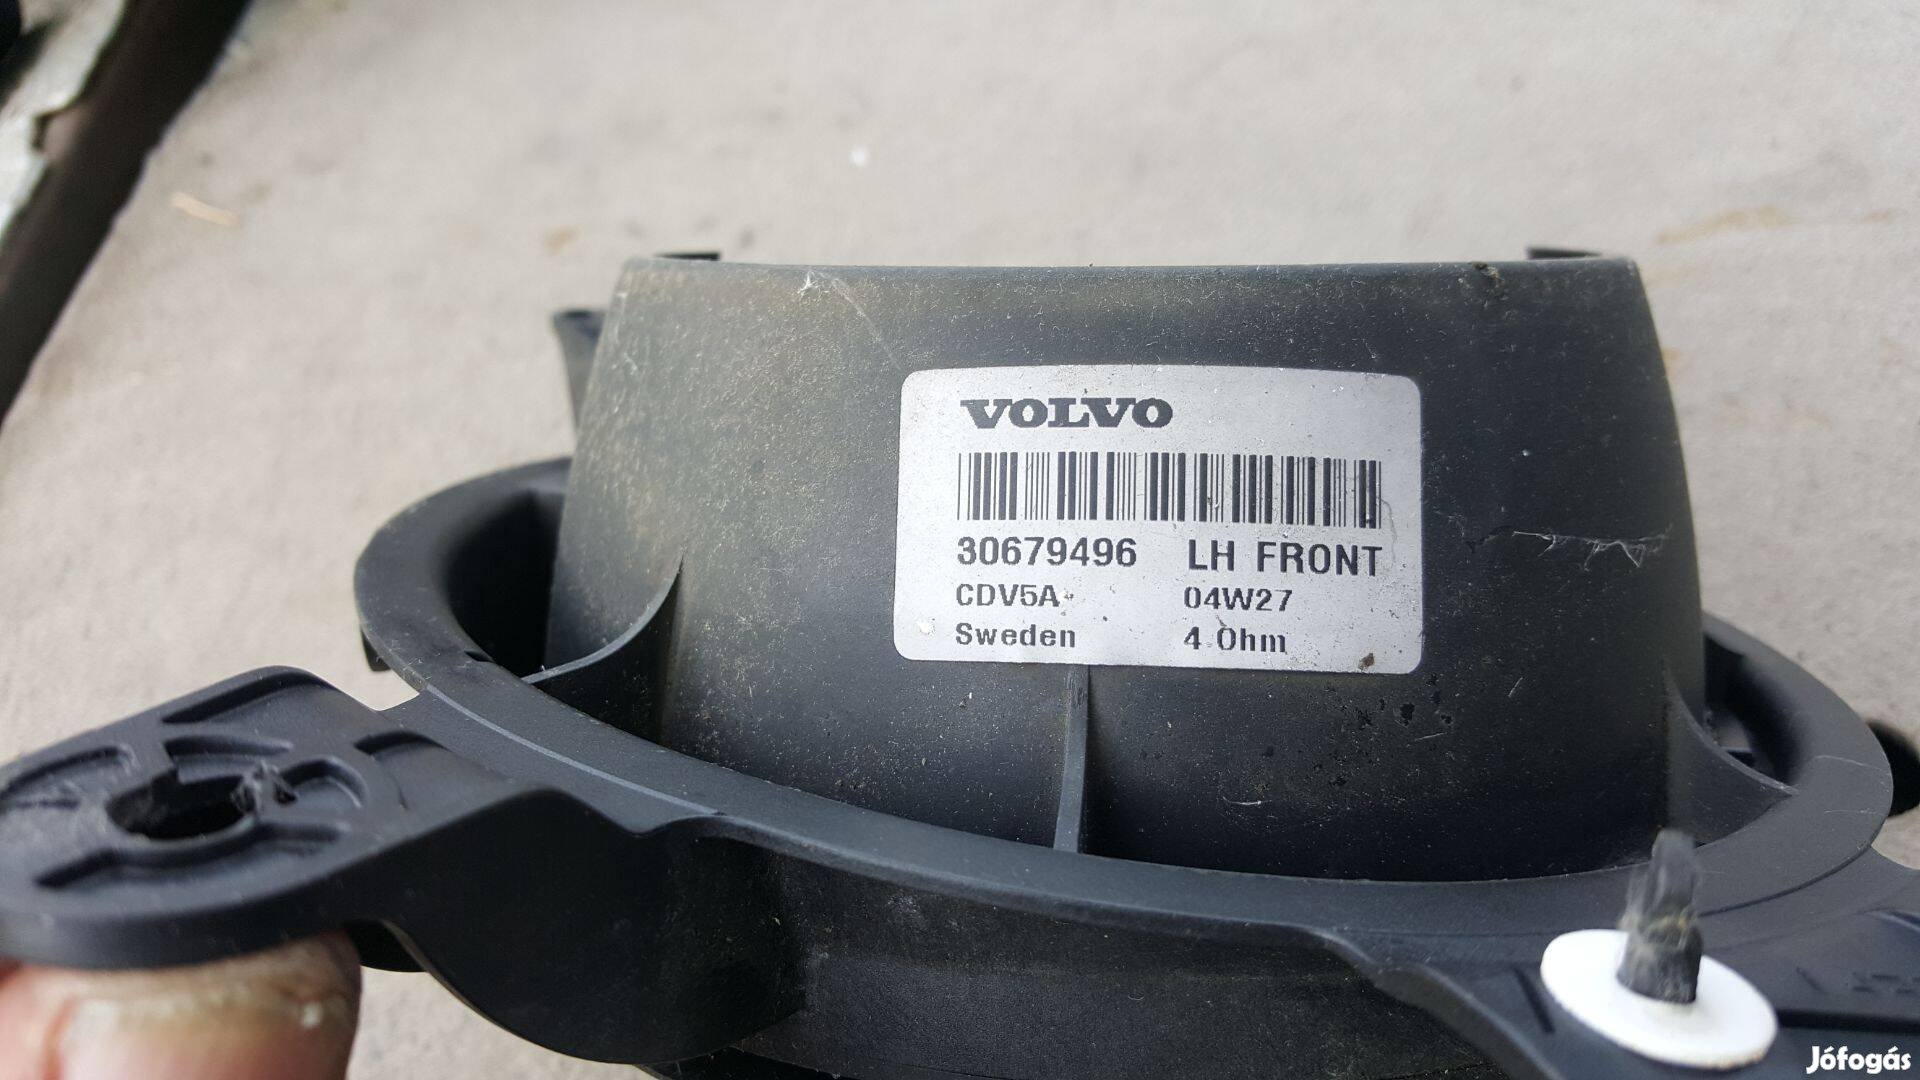 VOLVO
30679496 LH FRONT
CDV5A 04W27
Sweden 4 Ohm
Jófogás